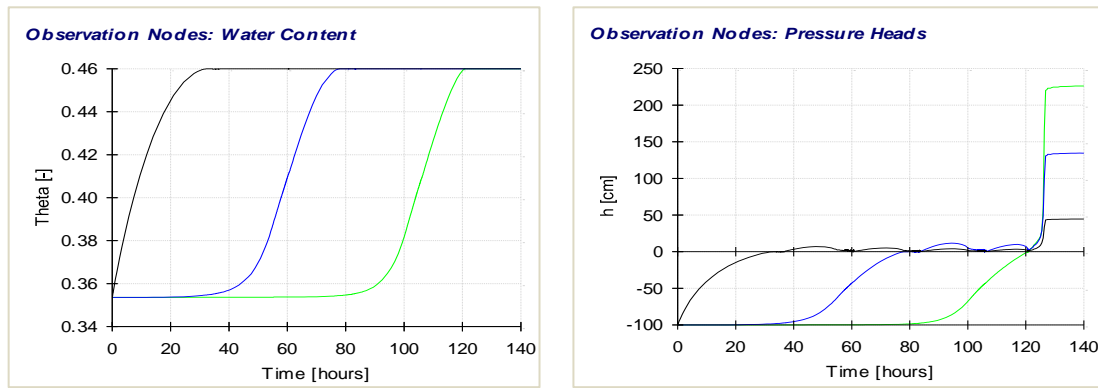 Observation Nodes: Water Content
0.46
0.44
0.42
0.40
0.38
0.36
0.34
Theta [-]
0 20 40 60 80 100 120 140
Time [hours]
Observation Nodes: Pressure Heads
250
200
150
100
50
0
-50
-100
h [cm]
0 20 40 60 80 100 120 140
Time [hours]